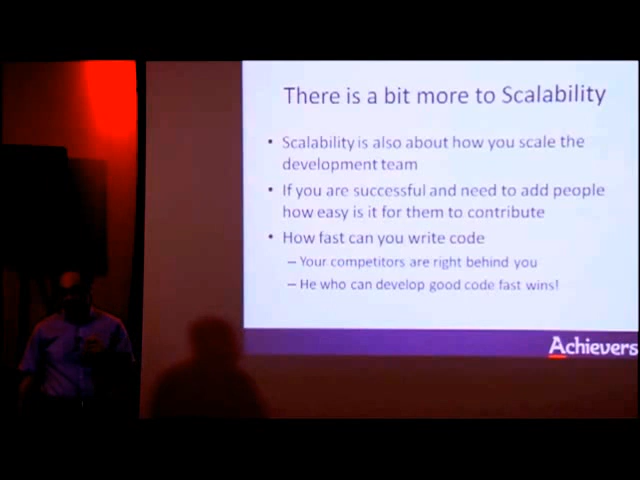 There is a bit more to Scalability
• Scalability is also about how you scale the
development team
• If you are successful and need to add people
how easy is it for them to contribute
• How fast can you write code
– Your competitors are right behind you
– He who can develop good code fast wins!
Achievers